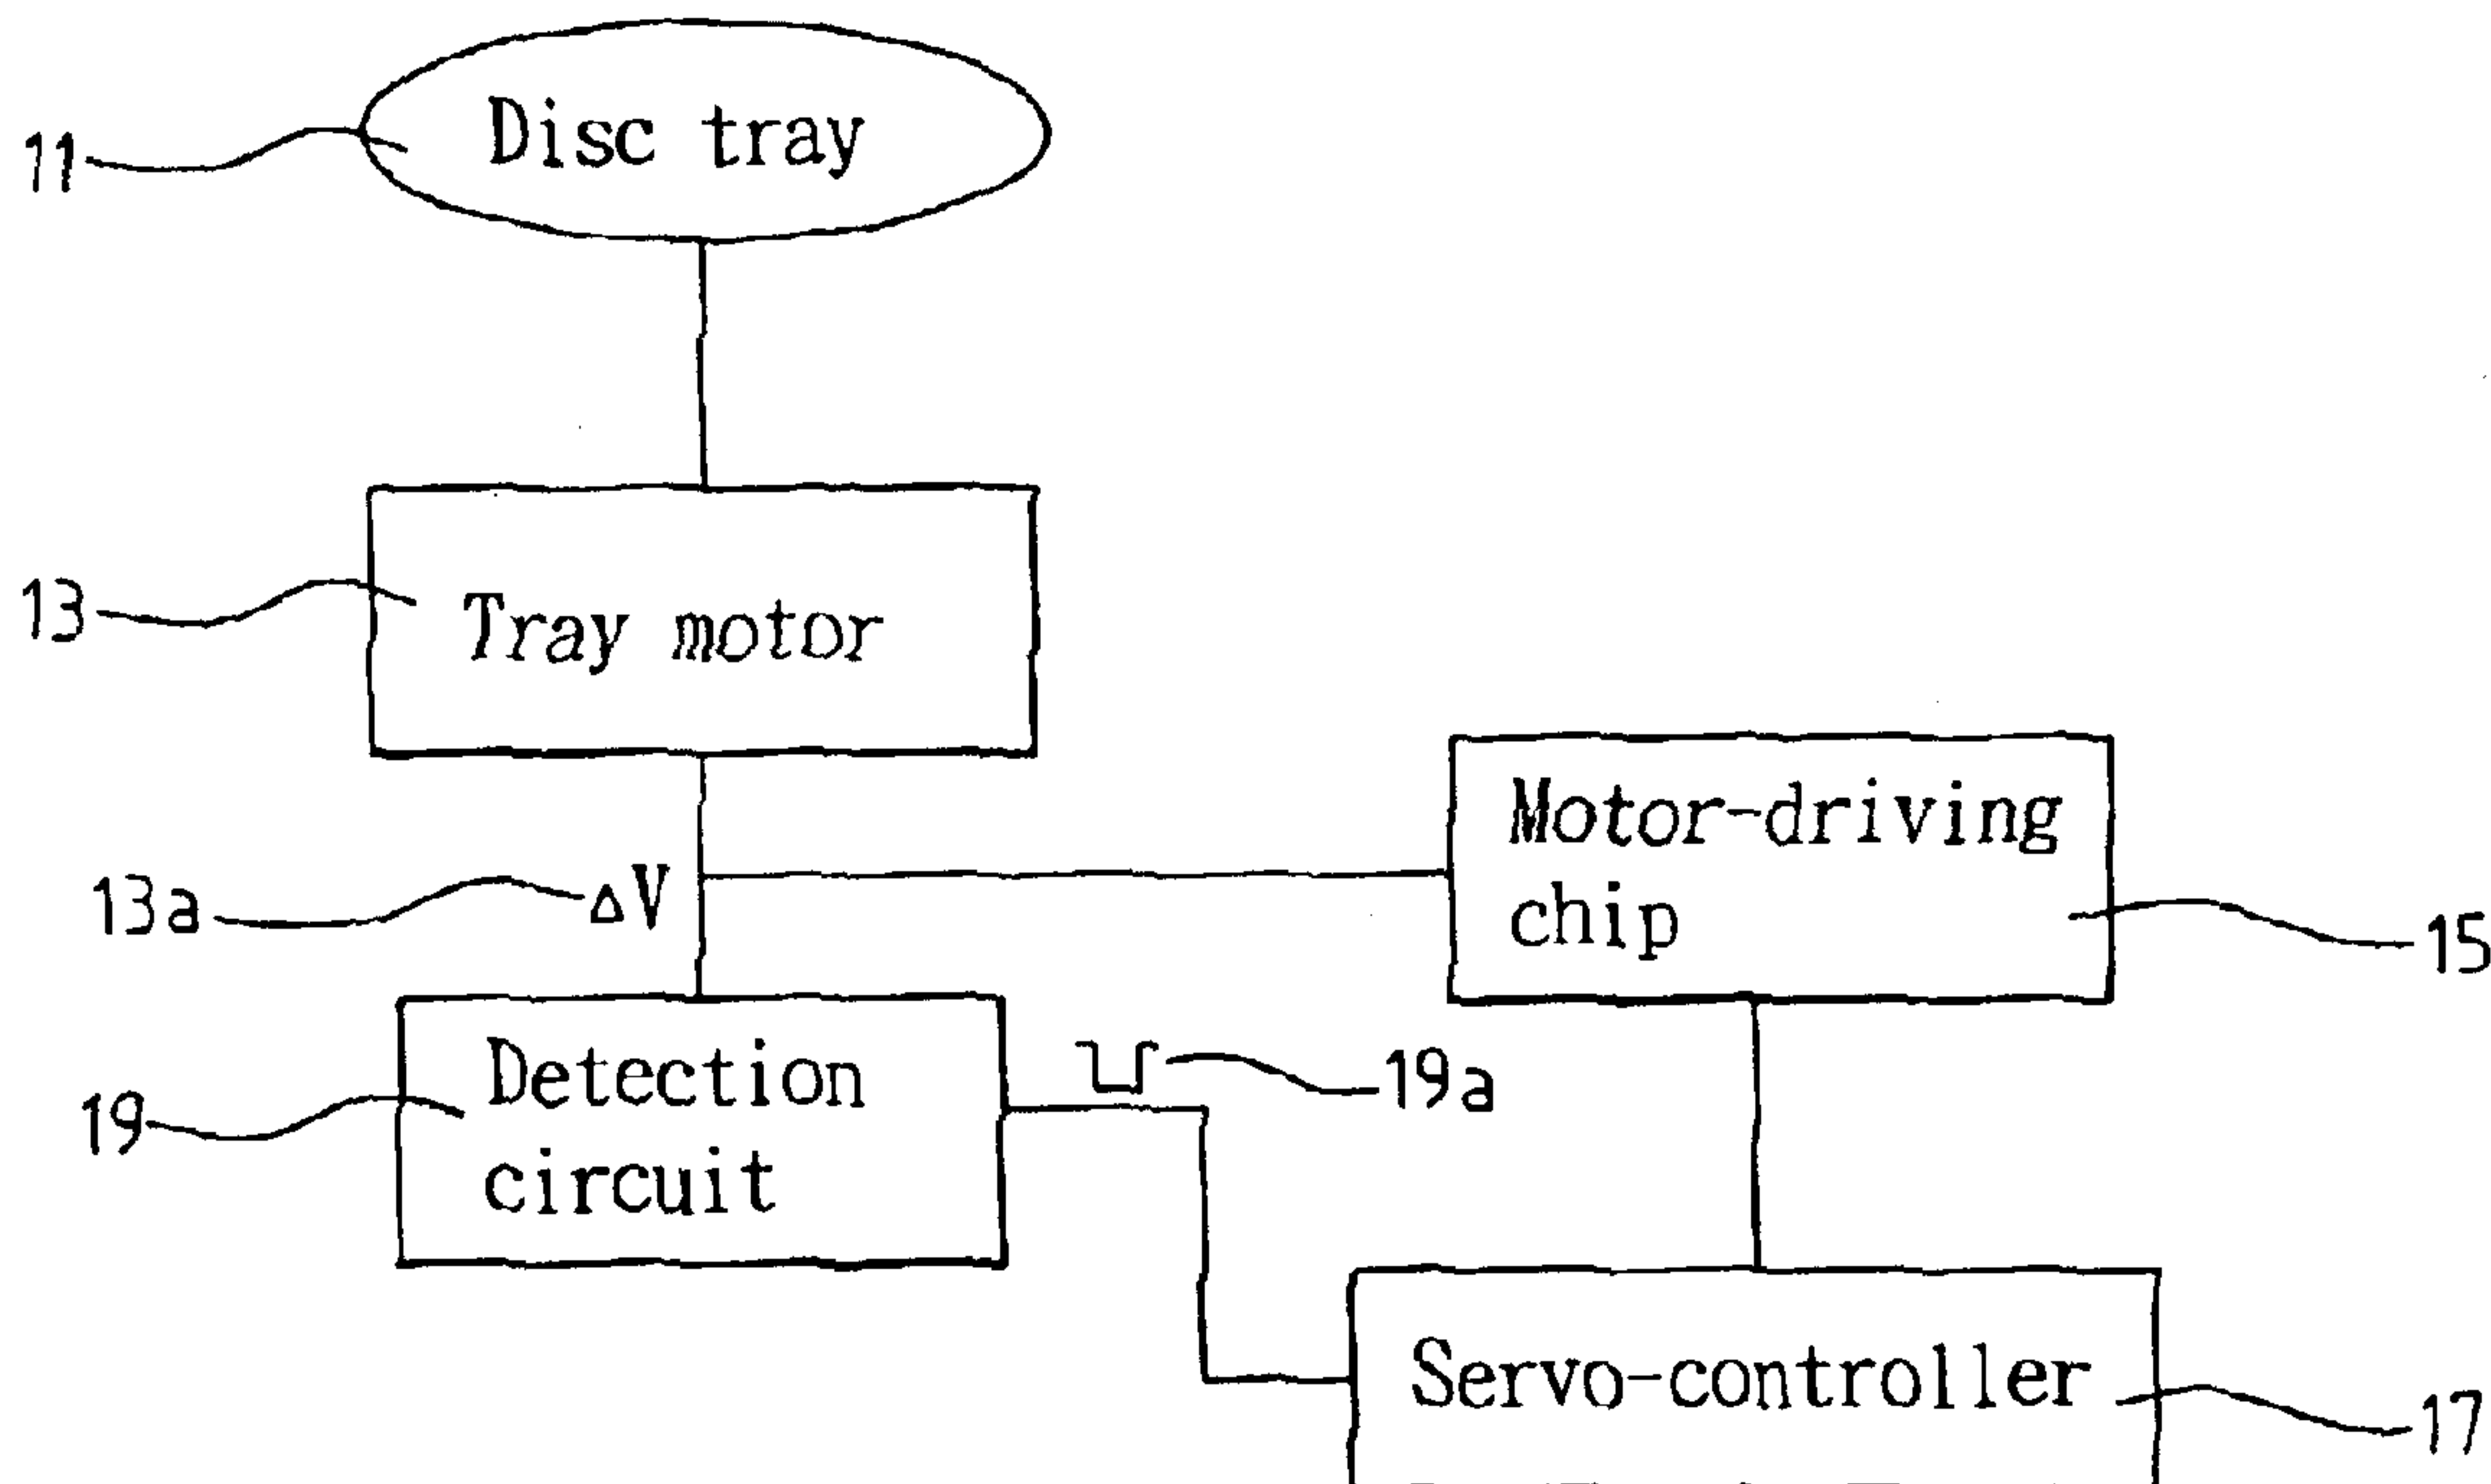 Disc tray
11
13
Tray motor
Motor-driving
chip
13a
ΔV
15
Detection
circuit
19
19a
Servo-controller
17